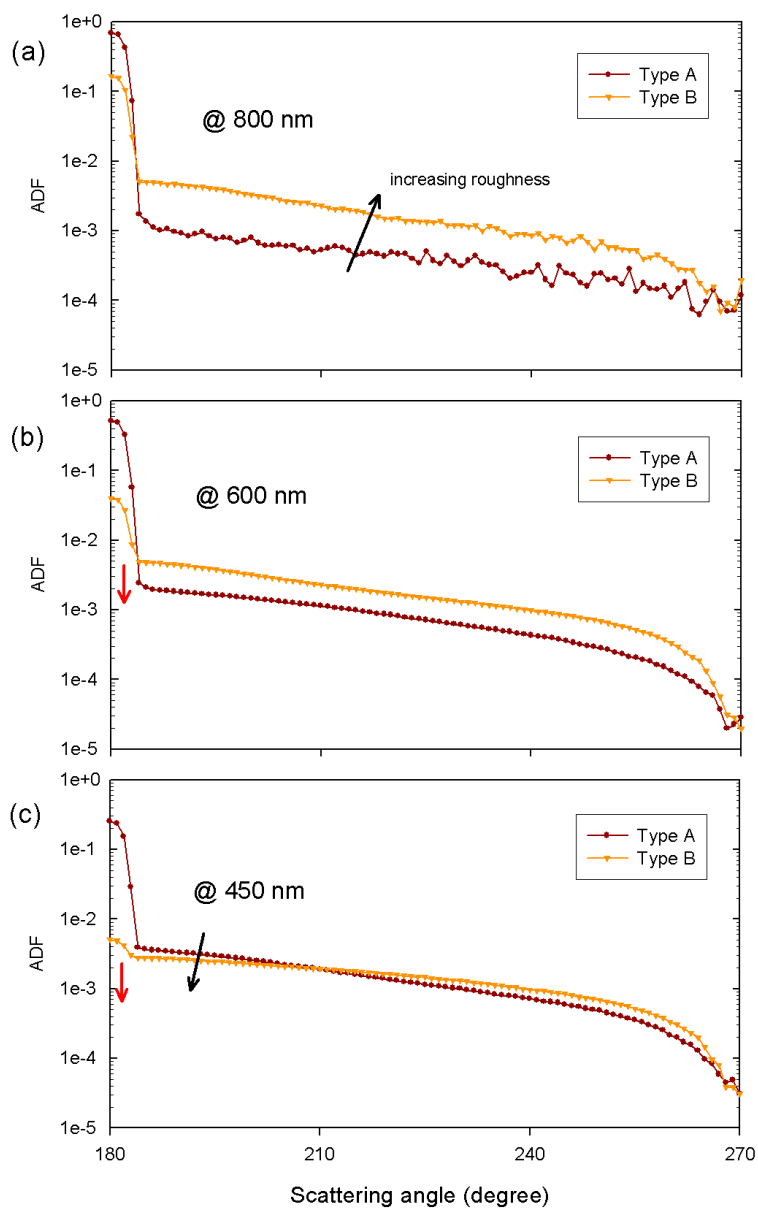 (a)
1e+0
1e-1
1e-2
1e-3
1e-4
1e-5
ADF
@ 800 nm
increasing roughness
Type A
Type B
(b)
1e+0
1e-1
1e-2
1e-3
1e-4
1e-5
ADF
@ 600 nm
Type A
Type B
(c)
1e+0
1e-1
1e-2
1e-3
1e-4
1e-5
ADF
@ 450 nm
Type A
Type B
180 210 240 270
Scattering angle (degree)